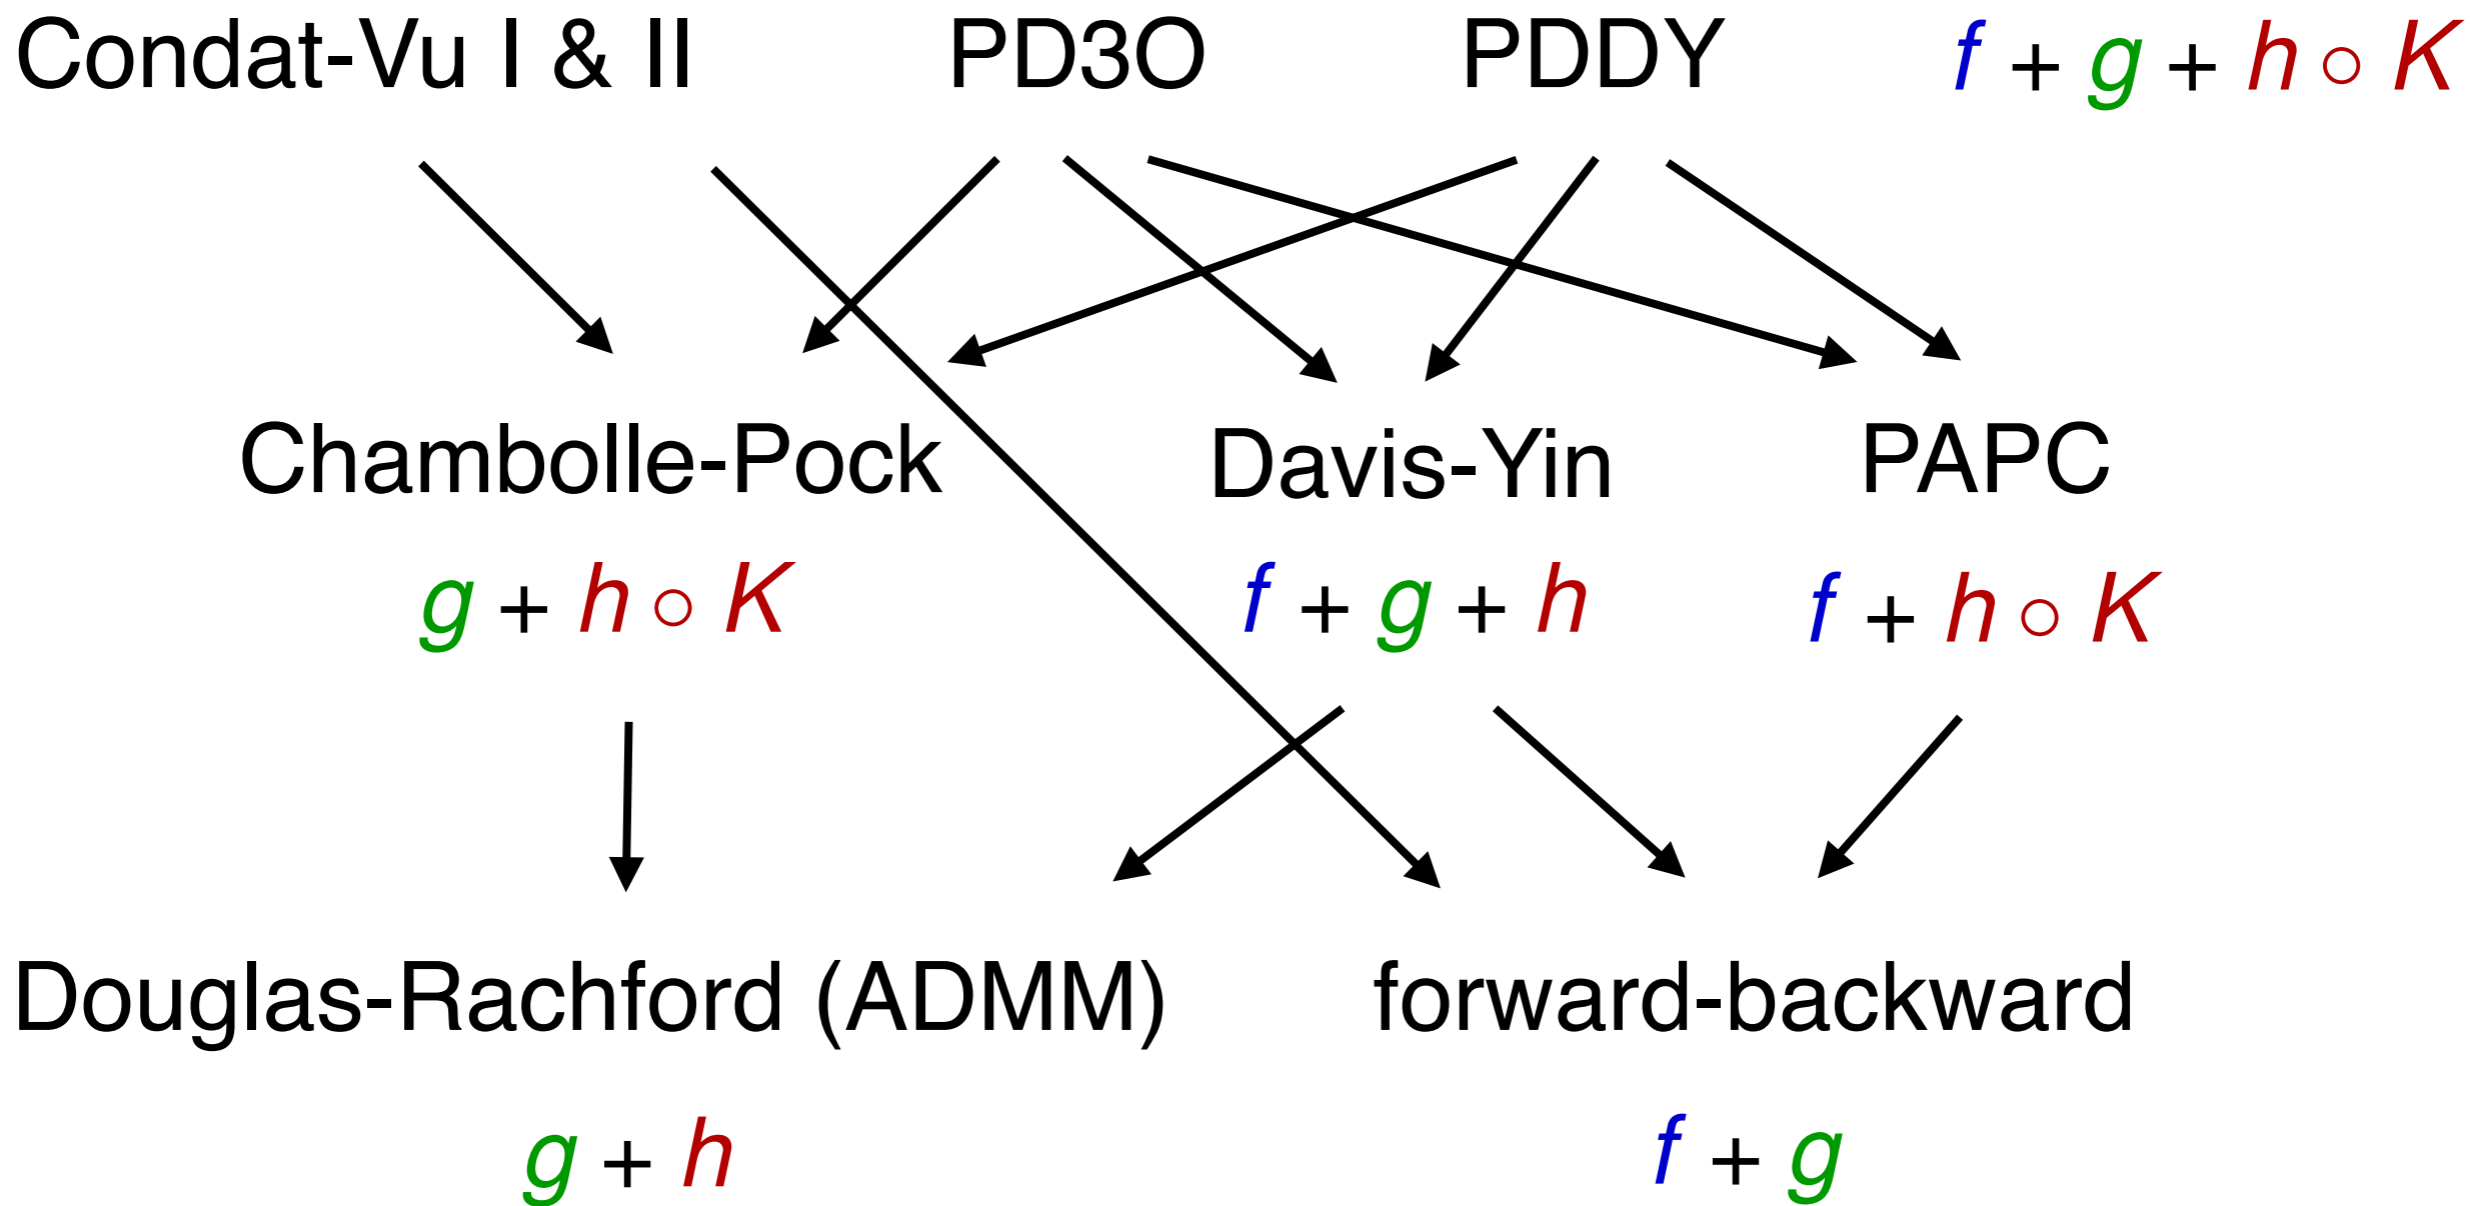 Condat-Vu I & II PD3O PDDY f + g + h ○ K
Chambolle-Pock Davis-Yin PAPC
g + h ○ K f + g + h f + h ○ K
Douglas-Rachford (ADMM) forward-backward
g + h f + g